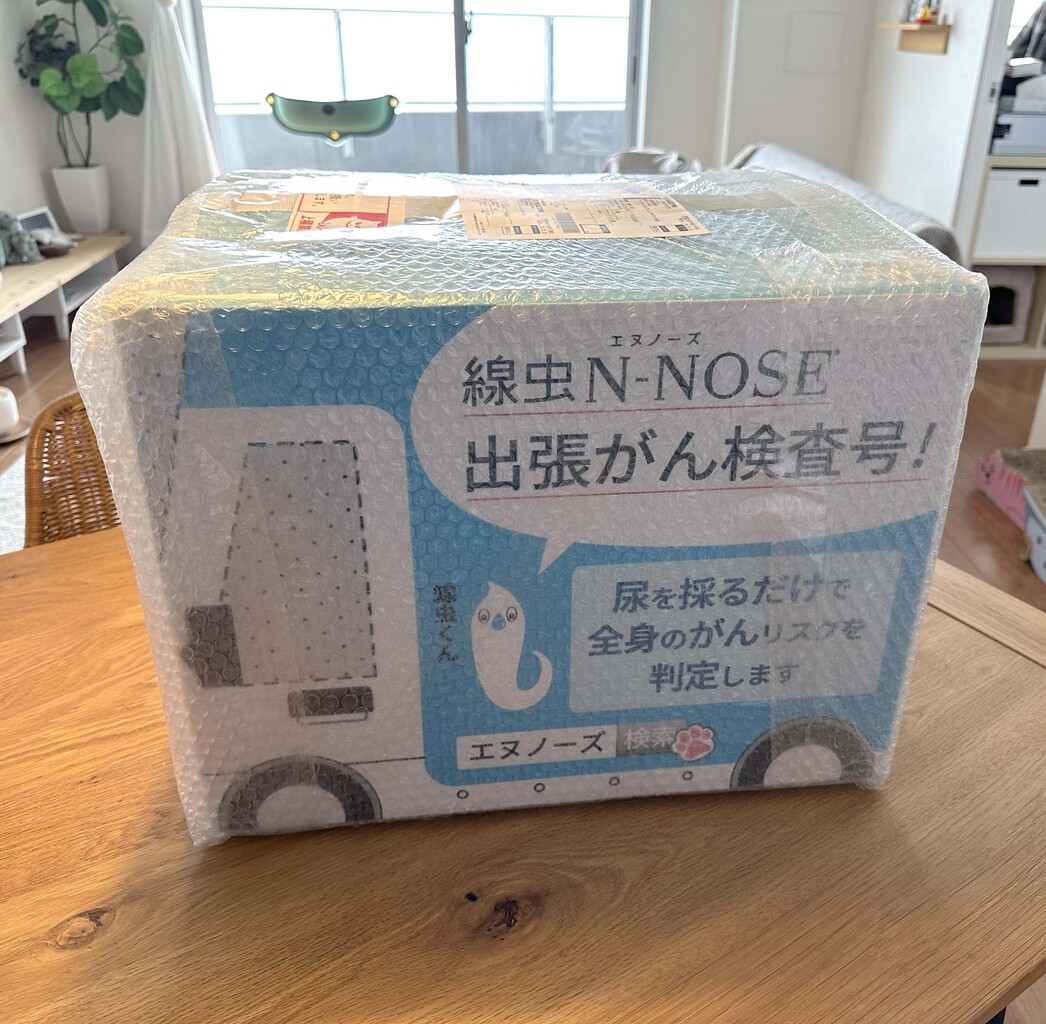 エヌノーズ
線虫N-NOSE
出張がん検査号!
線虫くん
尿を採るだけで
全身のがんリスクを
判定します
エヌノーズ 検索